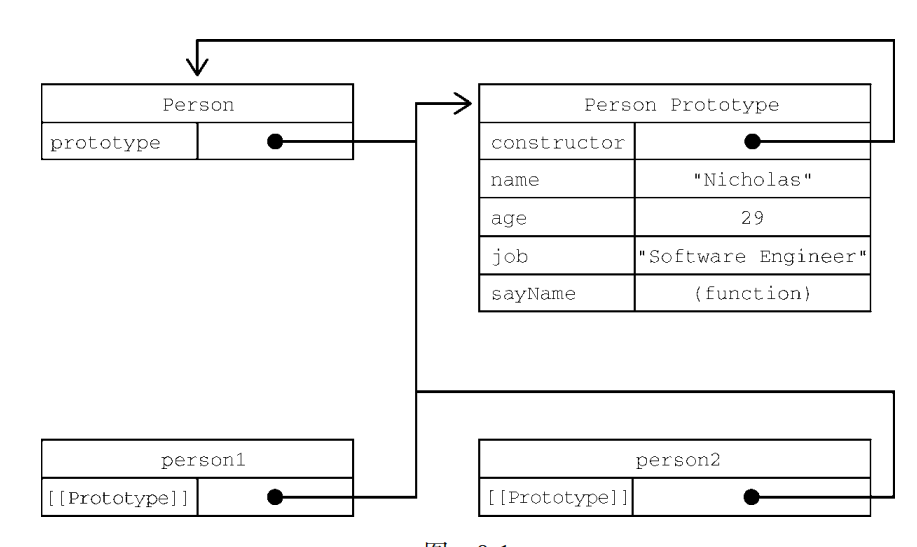 Person
prototype
Person Prototype
constructor
name "Nicholas"
age 29
job "Software Engineer"
sayName (function)
person1
[[Prototype]]
person2
[[Prototype]]